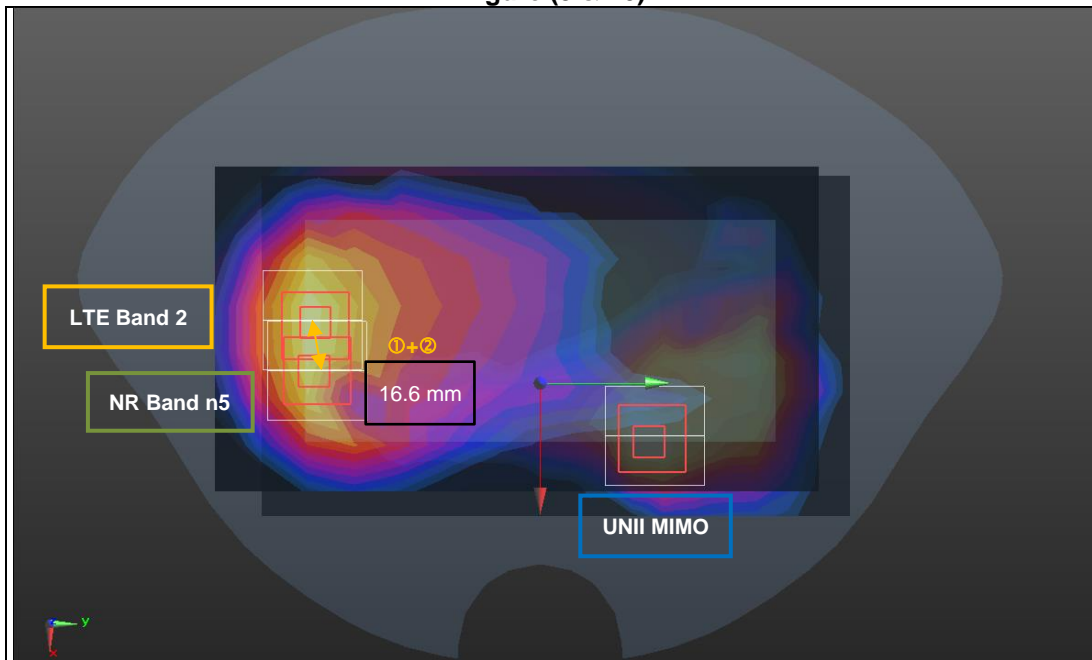 LTE Band 2
①+②
NR Band n5
16.6 mm
UNII MIMO
y
x